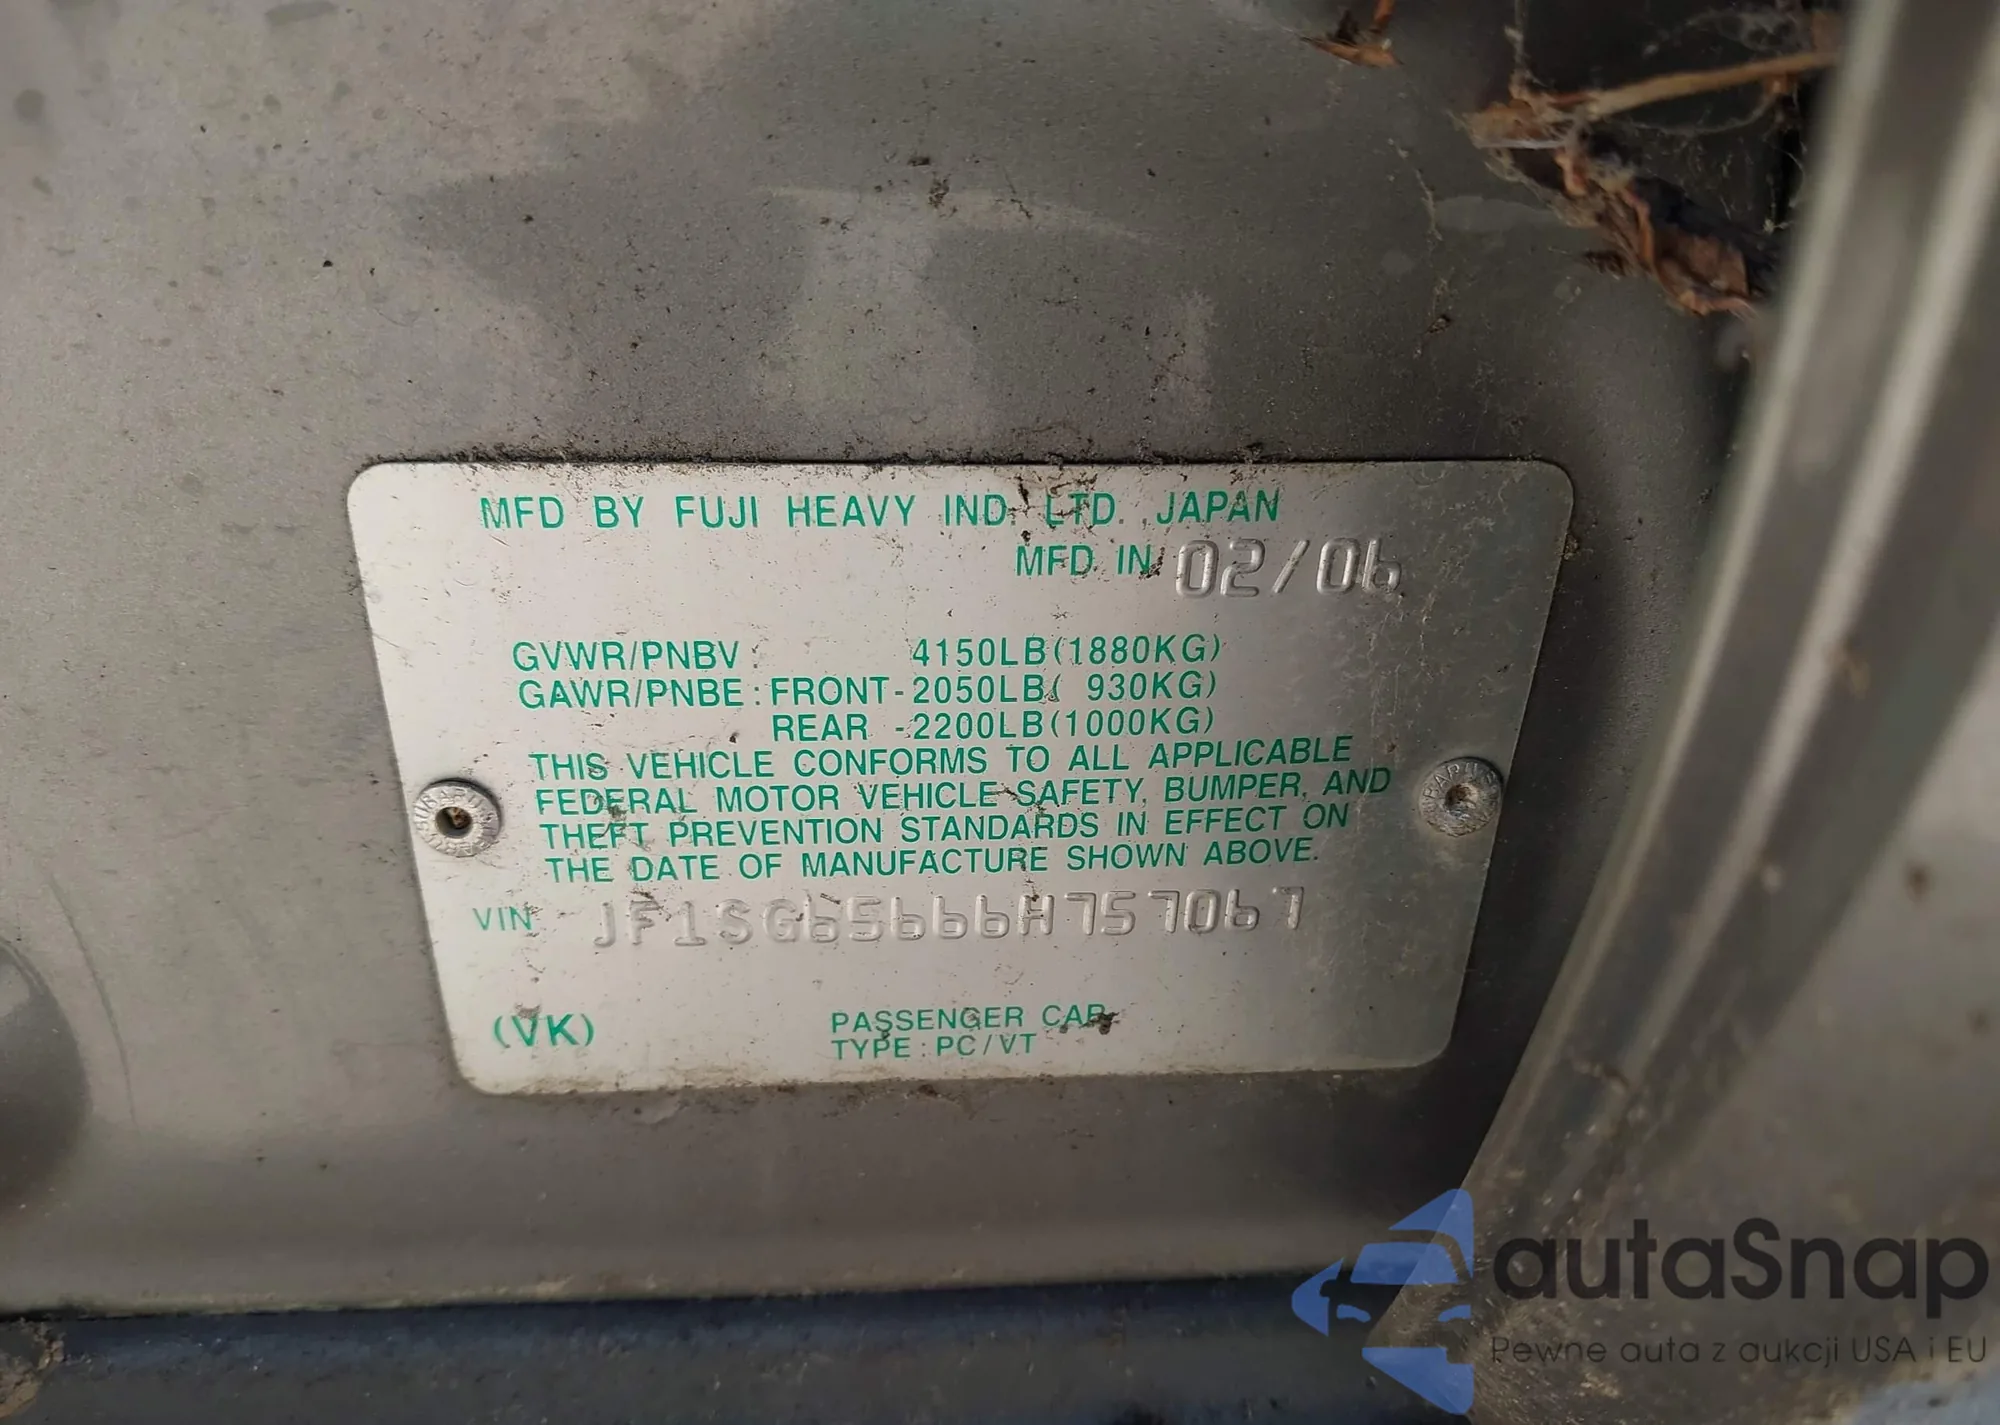 MFD BY FUJI HEAVY IND. LTD. JAPAN
MFD IN 02/06
GVWR/PNBV : 4150LB(1880KG)
GAWR/PNBE : FRONT-2050LB( 930KG)
REAR -2200LB(1000KG)
THIS VEHICLE CONFORMS TO ALL APPLICABLE
FEDERAL MOTOR VEHICLE SAFETY, BUMPER, AND
THEFT PREVENTION STANDARDS IN EFFECT ON
THE DATE OF MANUFACTURE SHOWN ABOVE.
VIN JF1SG65666H757067
(VK)
PASSENGER CAR
TYPE : PC/VT
autaSnap
Pewne auta z aukcji USA i EU